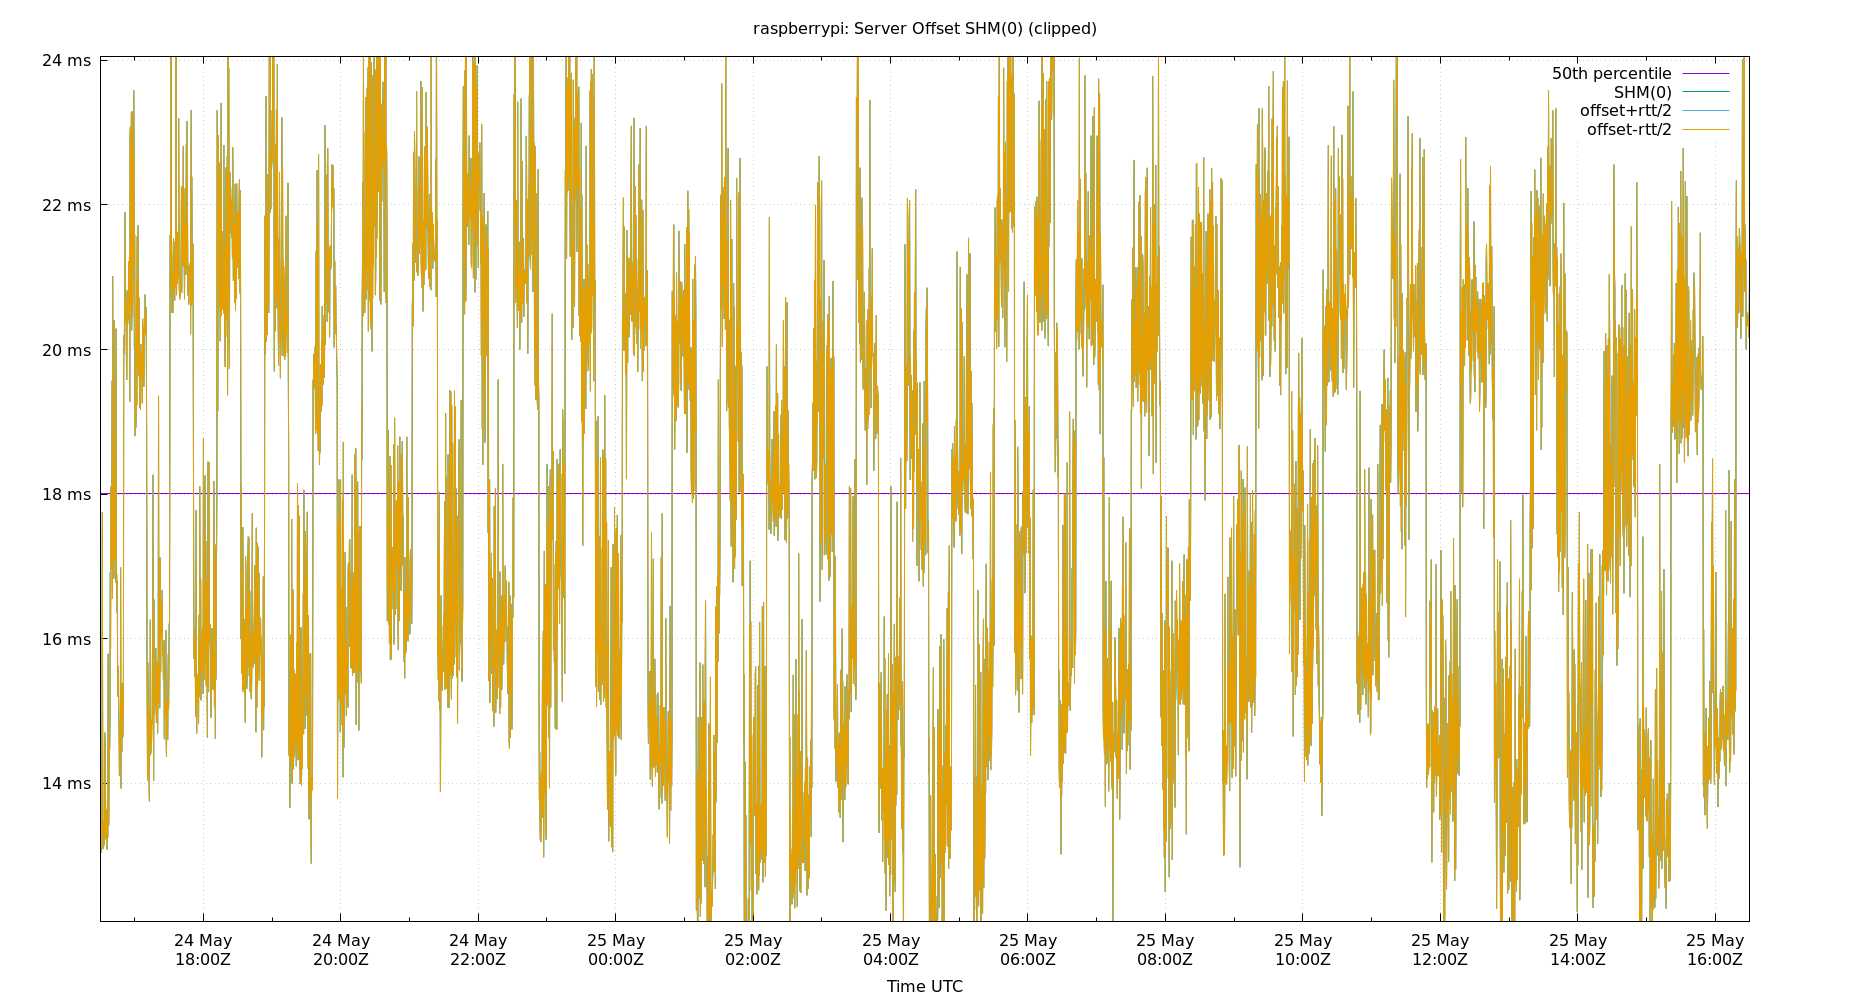 raspberrypi: Server Offset SHM(0) (clipped)
24 ms
22 ms
20 ms
18 ms
16 ms
14 ms
50th percentile
SHM(0)
offset+rtt/2
offset-rtt/2
24 May 24 May 24 May 25 May 25 May 25 May 25 May 25 May 25 May 25 May 25 May 25 May
18:00Z 20:00Z 22:00Z 00:00Z 02:00Z 04:00Z 06:00Z 08:00Z 10:00Z 12:00Z 14:00Z 16:00Z
Time UTC